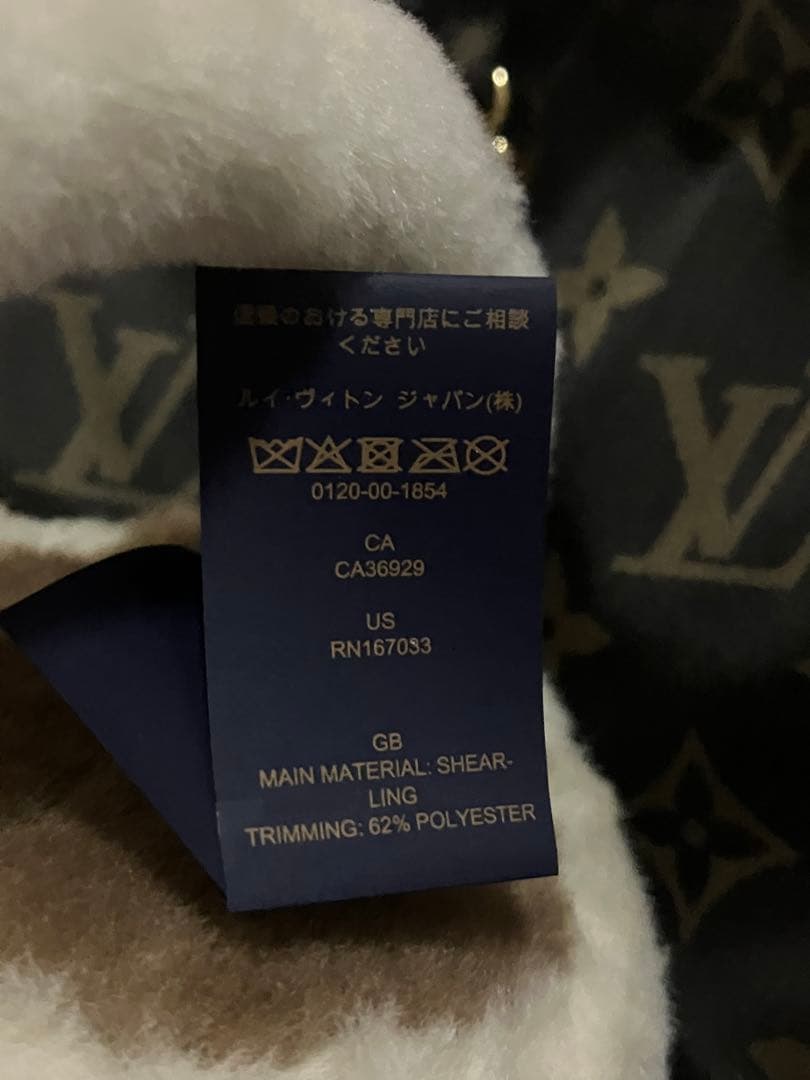 信頼のおける専門店にご相談
ください
ルイ・ヴィトン ジャパン(株)
0120-00-1854
CA
CA36929
US
RN167033
GB
MAIN MATERIAL: SHEAR-
LING
TRIMMING: 62% POLYESTER
LV
LV